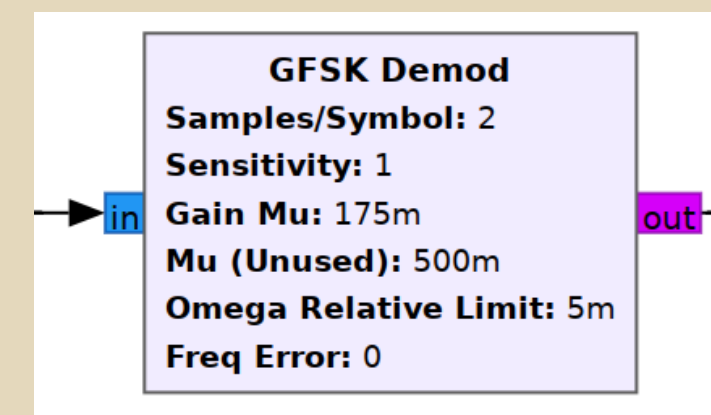 GFSK Demod
Samples/Symbol: 2
Sensitivity: 1
in
Gain Mu: 175m
out
Mu (Unused): 500m
Omega Relative Limit: 5m
Freq Error: 0